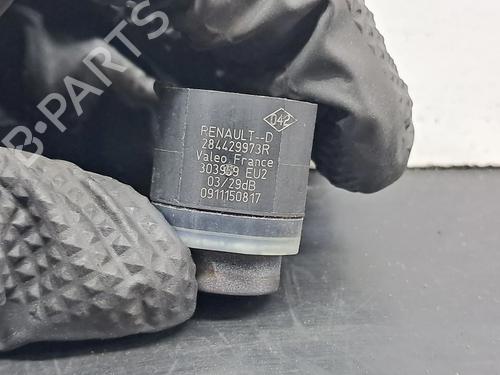 D42
RENAULT--D
284429973R
Valeo France
303959 EU2
03/29dB
0911150817
B-PARTS